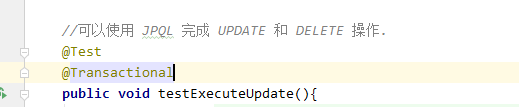 //可以使用 JPQL 完成 UPDATE 和 DELETE 操作.
@Test
@Transactional
public void testExecuteUpdate(){